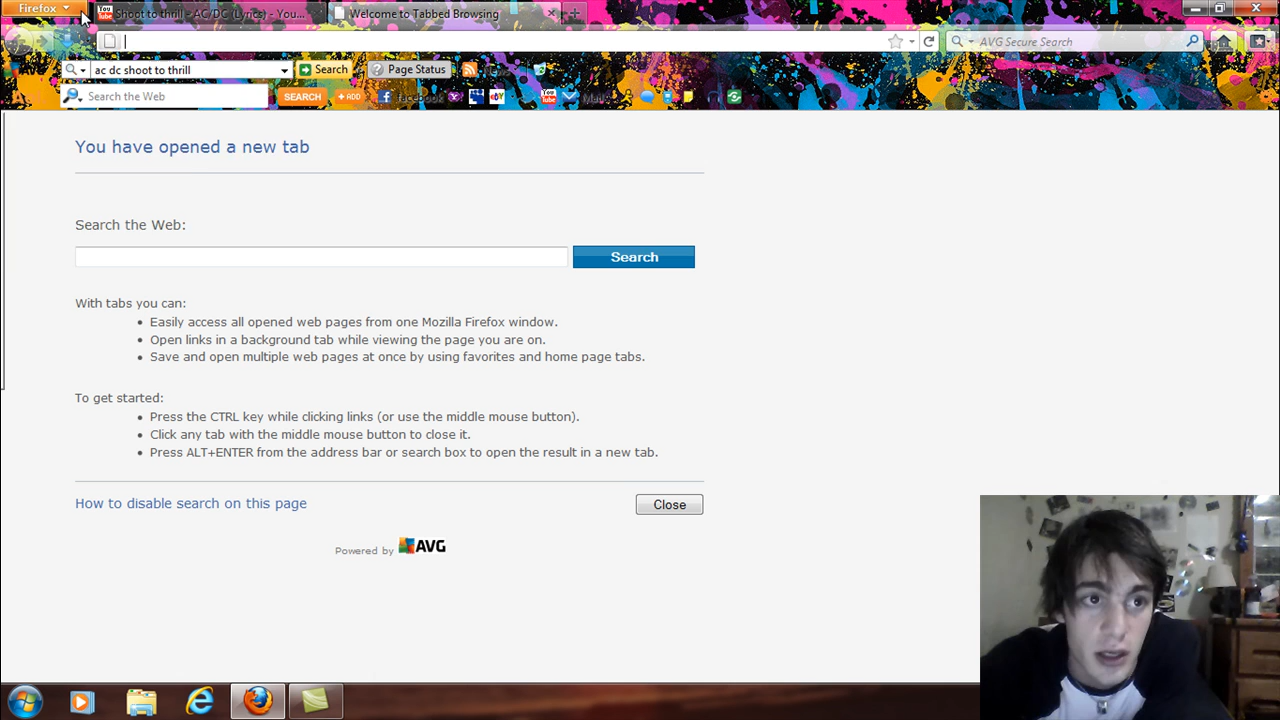 Firefox
You Tube
Shoot to thrill - AC/DC (Lyrics) - You...
Welcome to Tabbed Browsing
AVG Secure Search
ac dc shoot to thrill
Search
Page Status
Search the Web
SEARCH
+ ADD
facebook
You Tube
You have opened a new tab
Search the Web:
Search
With tabs you can:
• Easily access all opened web pages from one Mozilla Firefox window.
• Open links in a background tab while viewing the page you are on.
• Save and open multiple web pages at once by using favorites and home page tabs.
To get started:
• Press the CTRL key while clicking links (or use the middle mouse button).
• Click any tab with the middle mouse button to close it.
• Press ALT+ENTER from the address bar or search box to open the result in a new tab.
How to disable search on this page
Close
Powered by AVG